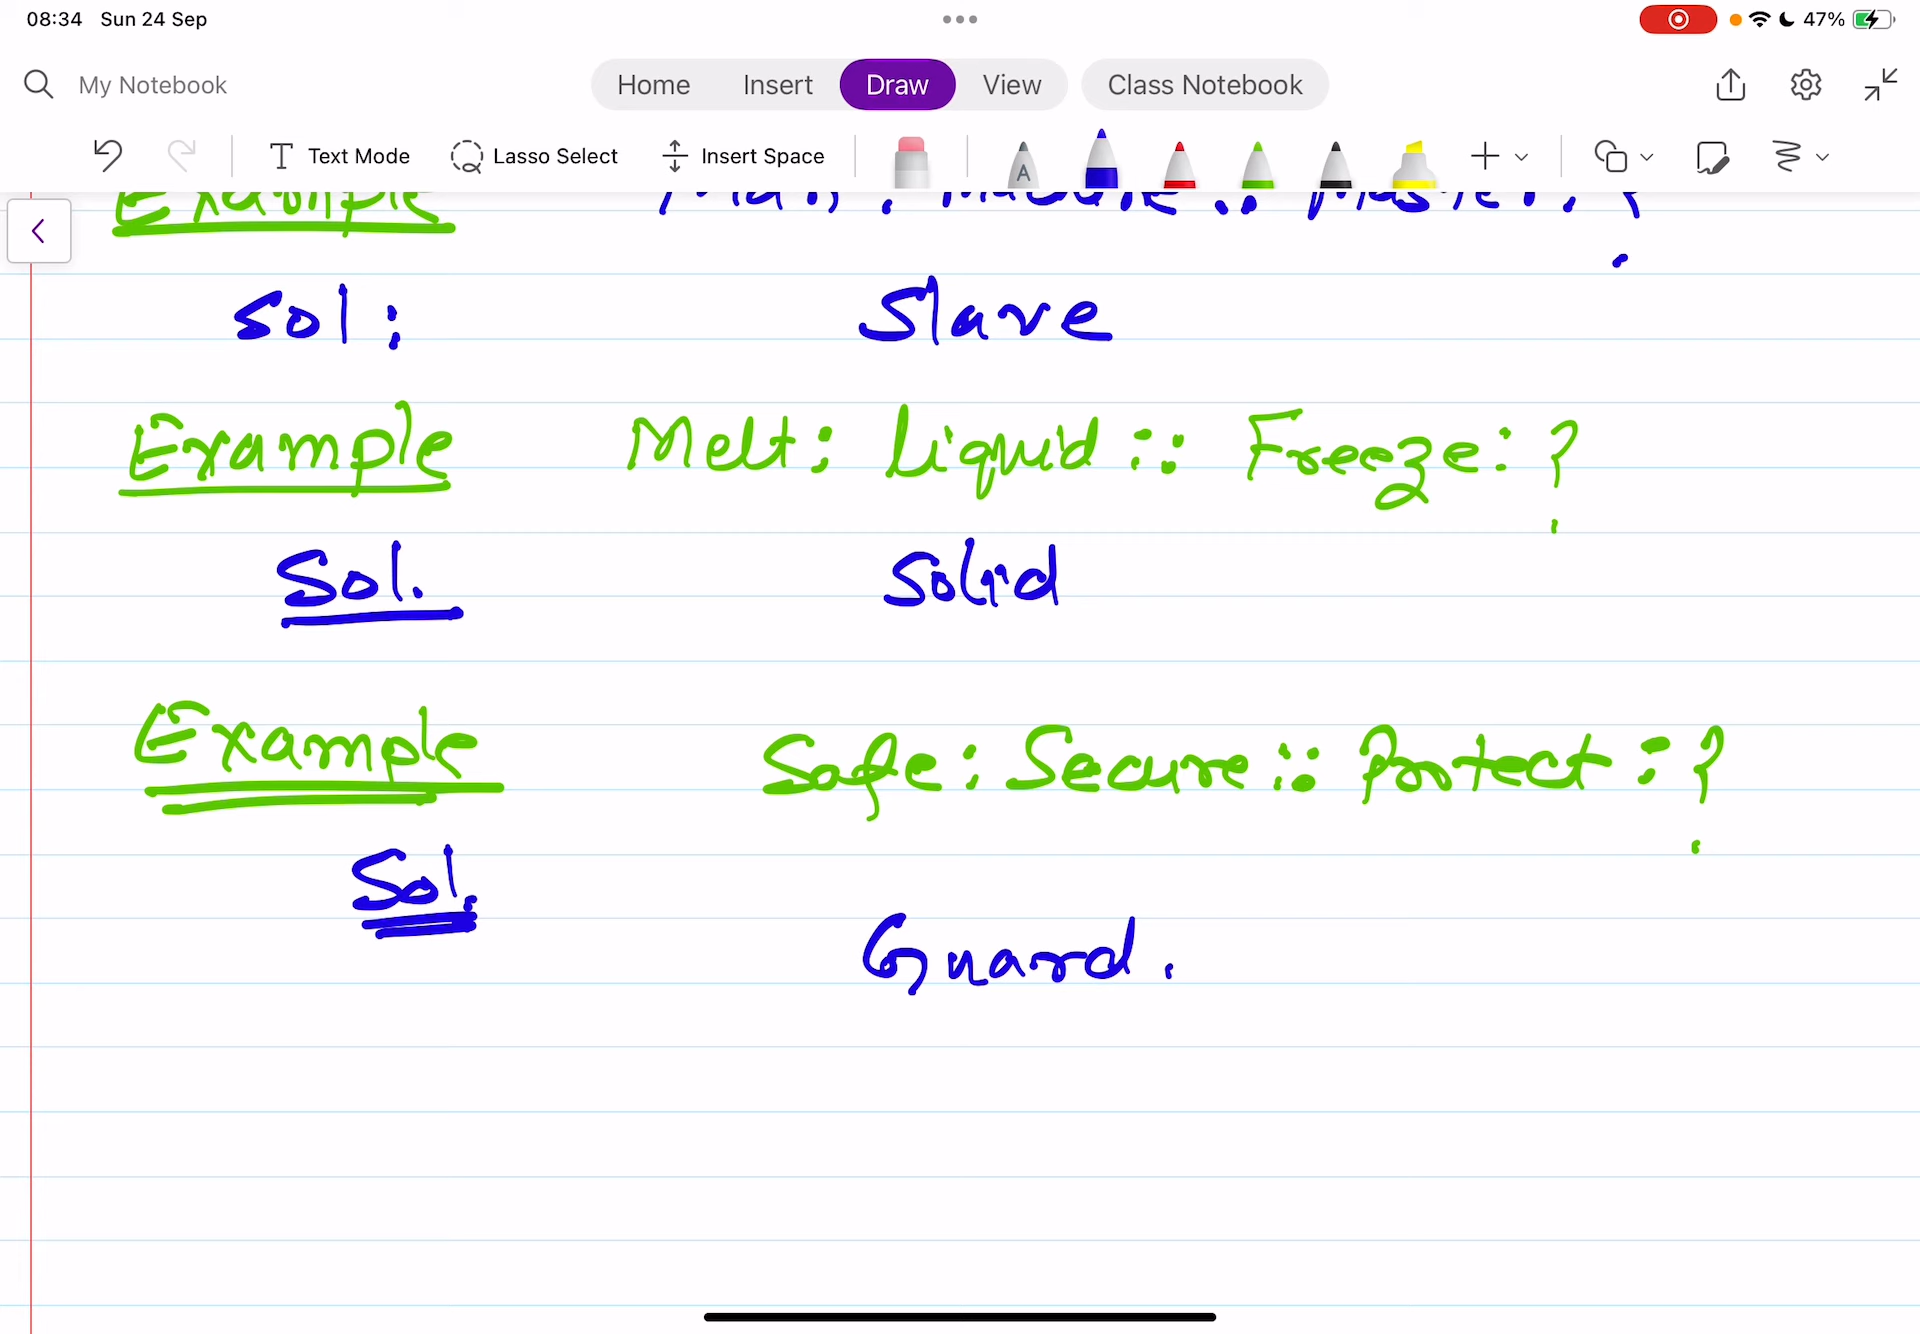 08:34 Sun 24 Sep
47%
My Notebook
Home Insert Draw View Class Notebook
Text Mode Lasso Select Insert Space
A
Example : :: : ?
Sol: Slave
Example Melt: Liquid :: Freeze: ?
Sol. Solid
Example Safe: Secure :: Protect : ?
Sol. Guard.